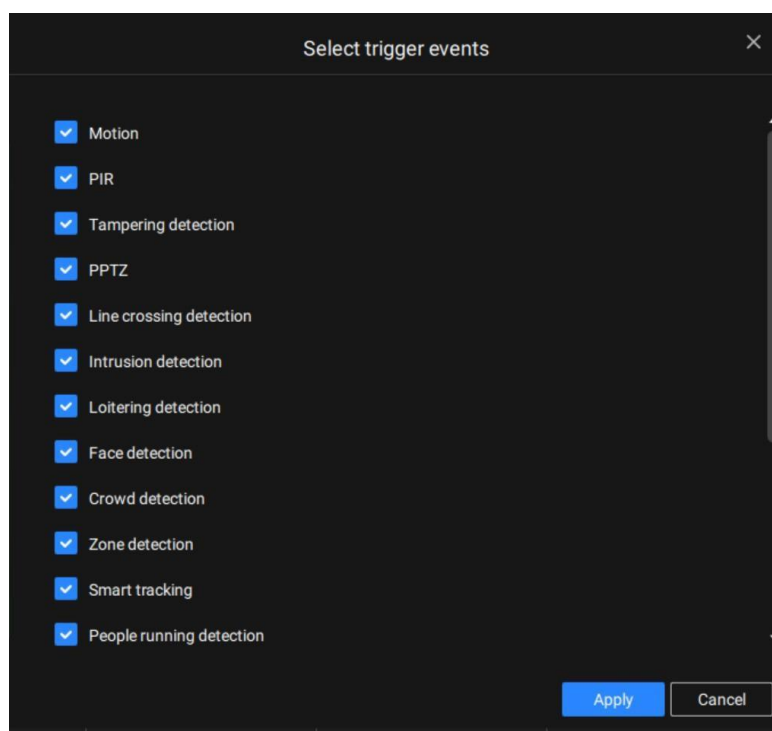 Select trigger events
Motion
PIR
Tampering detection
PPTZ
Line crossing detection
Intrusion detection
Loitering detection
Face detection
Crowd detection
Zone detection
Smart tracking
People running detection
Apply
Cancel